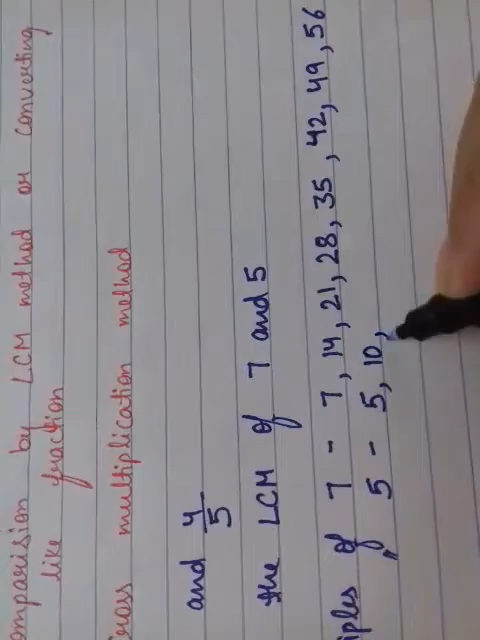 omparision by LCM method or converting
like fraction
ross multiplication method
and 4/5
the LCM of 7 and 5
iples of 7 - 7, 14, 21, 28, 35, 42, 49, 56
" 5 - 5, 10,